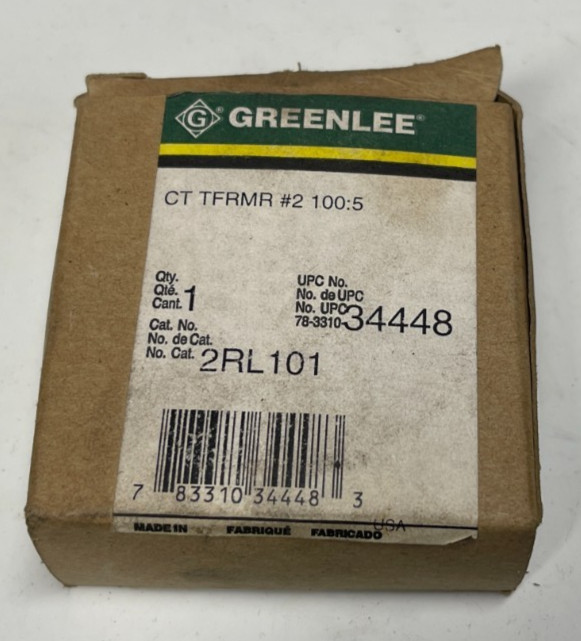 G® GREENLEE®
CT TFRMR #2 100:5
Qty.
Qté.
Cant. 1
UPC No.
No. de UPC
No. UPC
78-3310-34448
Cat. No.
No. de Cat.
No. Cat. 2RL101
7 83310 34448 3
MADE IN FABRIQUÉ FABRICADO USA